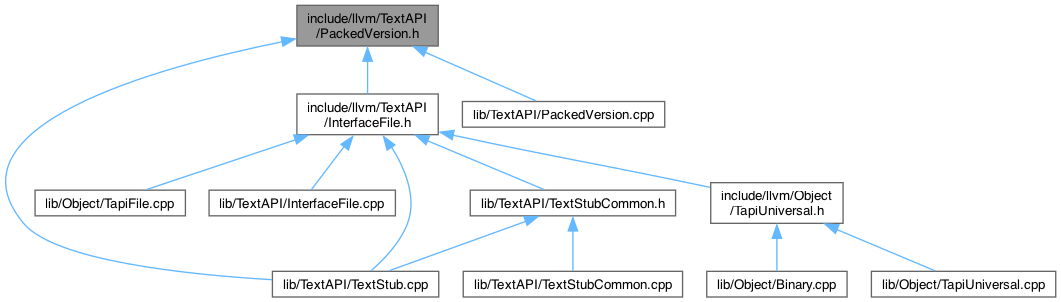 include/llvm/TextAPI
/PackedVersion.h
include/llvm/TextAPI
/InterfaceFile.h
lib/TextAPI/PackedVersion.cpp
lib/Object/TapiFile.cpp
lib/TextAPI/InterfaceFile.cpp
lib/TextAPI/TextStubCommon.h
include/llvm/Object
/TapiUniversal.h
lib/TextAPI/TextStub.cpp
lib/TextAPI/TextStubCommon.cpp
lib/Object/Binary.cpp
lib/Object/TapiUniversal.cpp